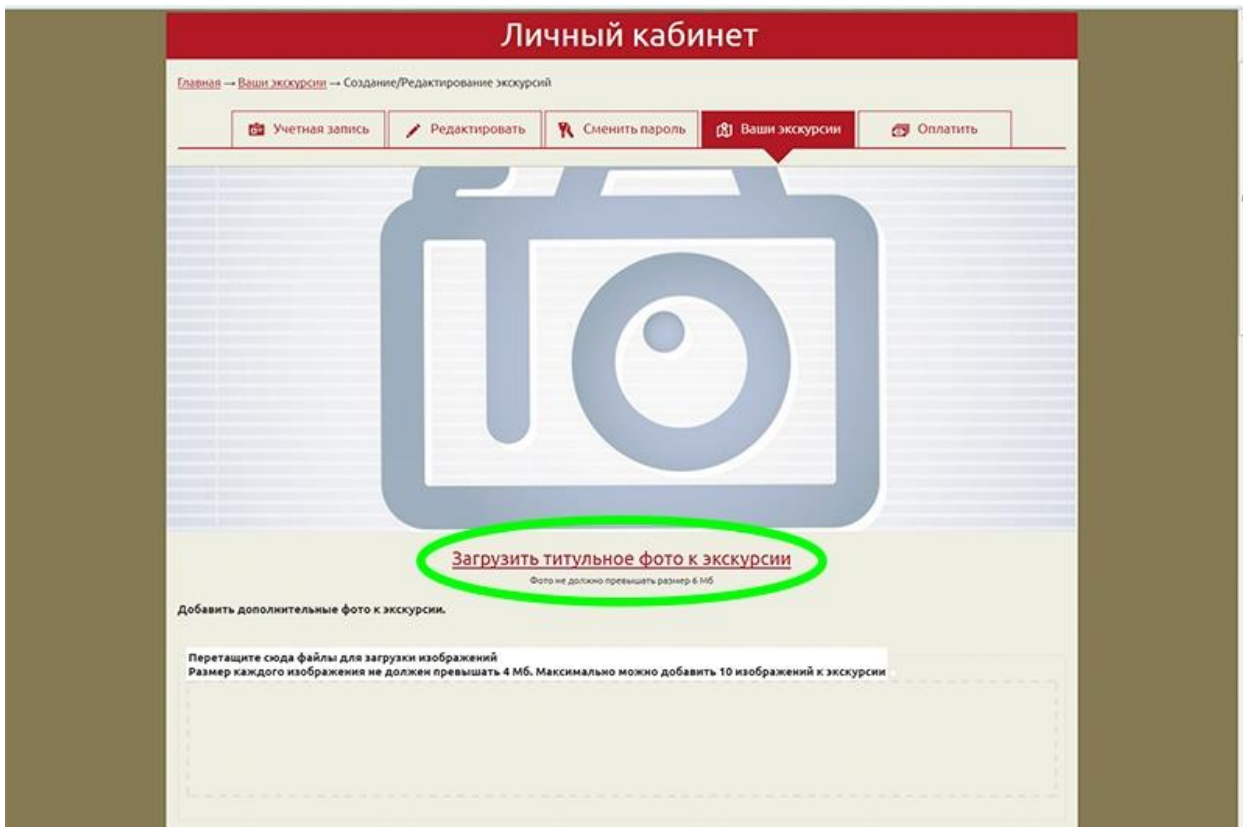 Личный кабинет
Главная → Ваши экскурсии → Создание/Редактирование экскурсий
Учетная запись Редактировать Сменить пароль Ваши экскурсии Оплатить
Загрузить титульное фото к экскурсии
Фото не должно превышать размер 6 Мб
Добавить дополнительные фото к экскурсии.
Перетащите сюда файлы для загрузки изображений
Размер каждого изображения не должен превышать 4 Мб. Максимально можно добавить 10 изображений к экскурсии